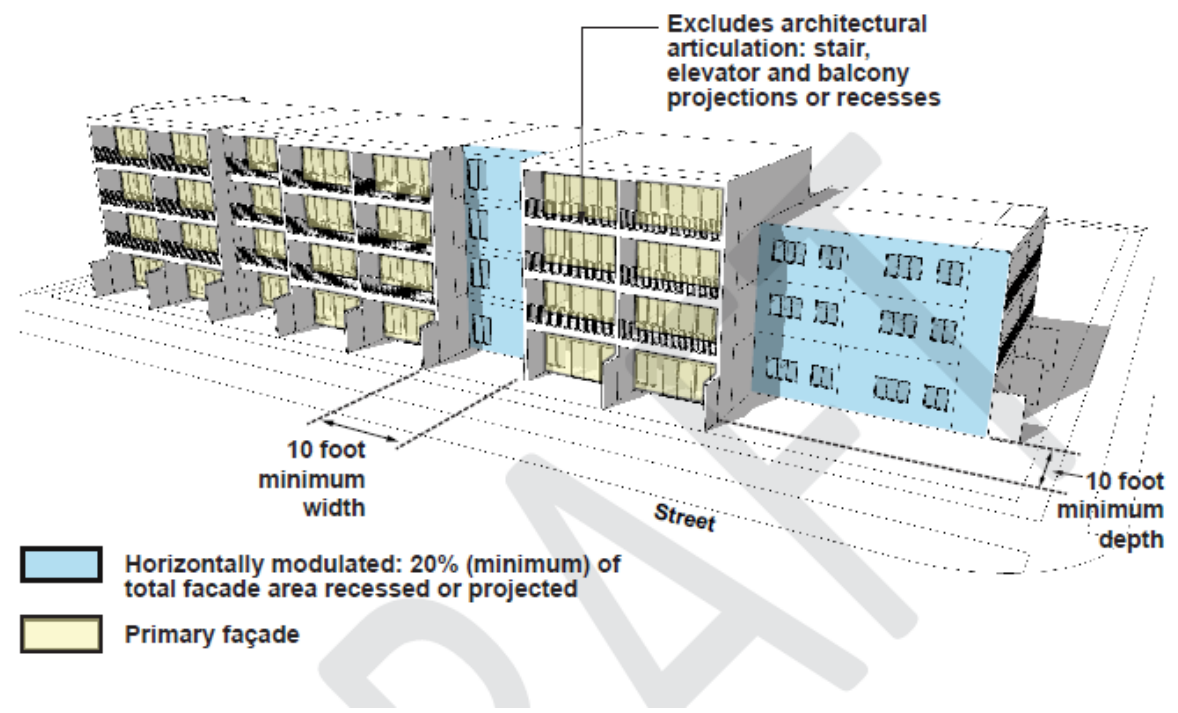 Excludes architectural
articulation: stair,
elevator and balcony
projections or recesses
10 foot
minimum
width
Street
10 foot
minimum
depth
Horizontally modulated: 20% (minimum) of
total facade area recessed or projected
Primary façade
DRAFT